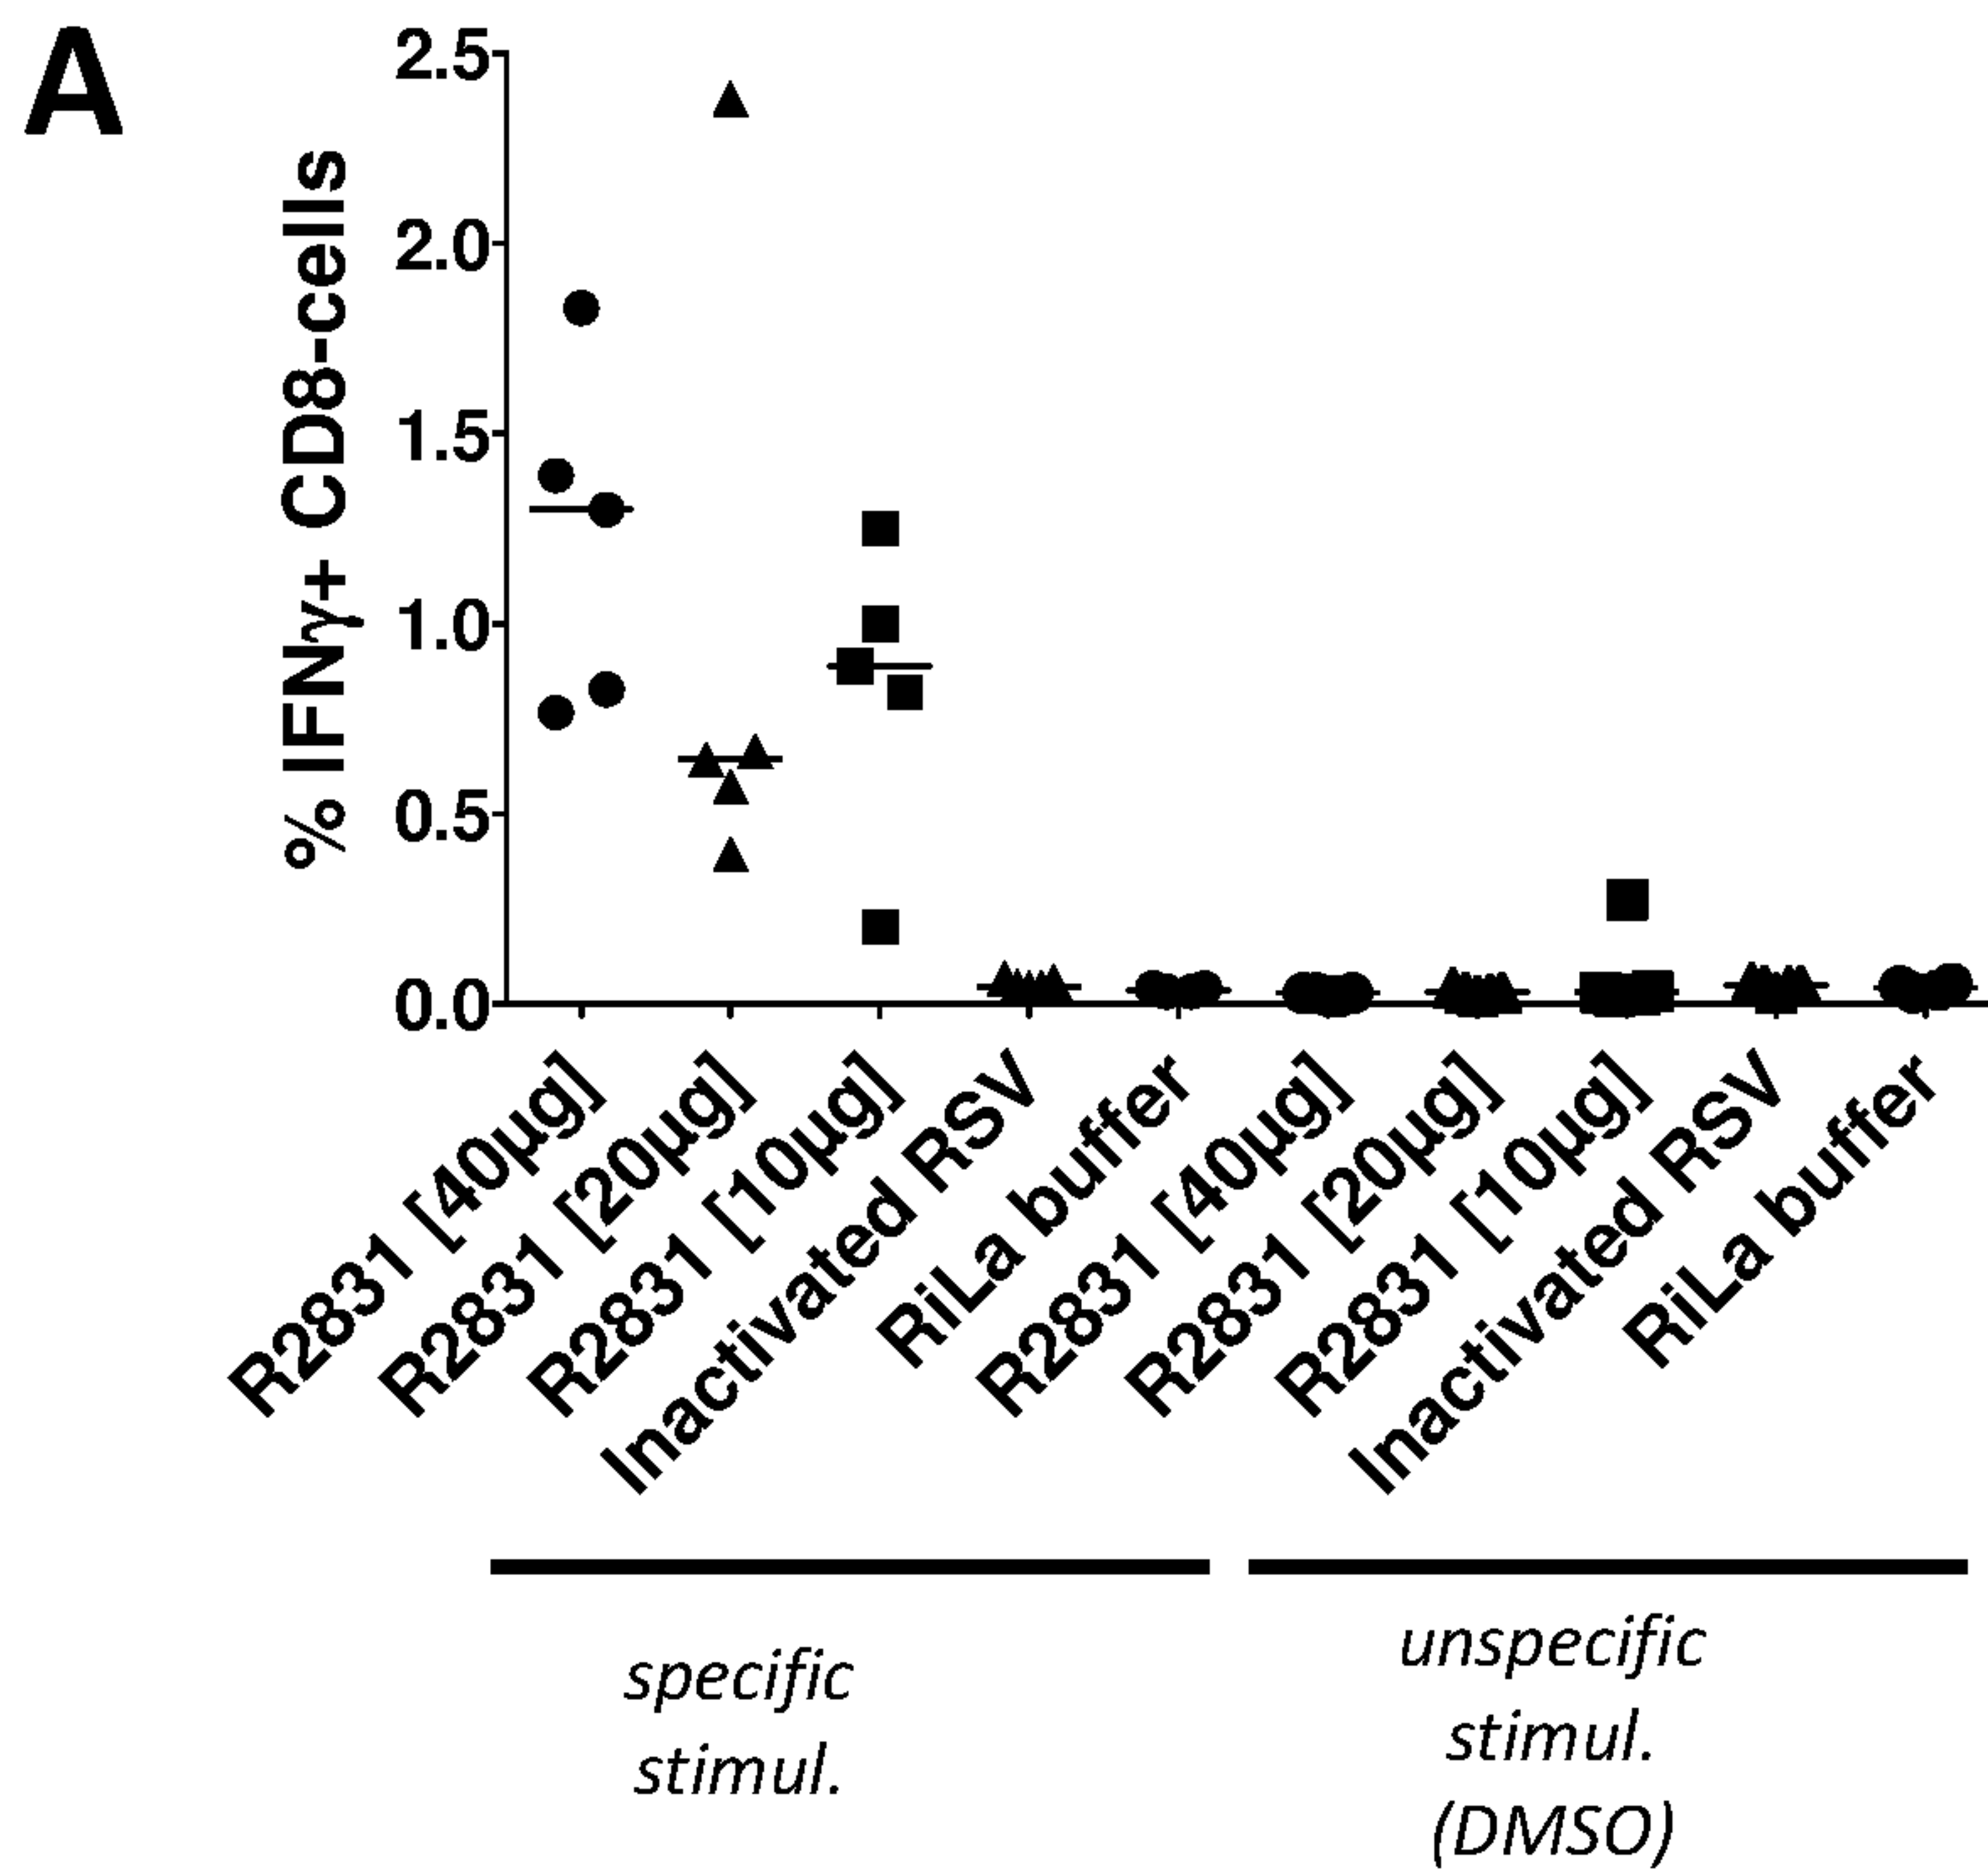 A
% IFNγ+ CD8-cells
2.5
2.0
1.5
1.0
0.5
0.0
R2831 [40µg]
R2831 [20µg]
R2831 [10µg]
Inactivated RSV
RiLa buffer
R2831 [40µg]
R2831 [20µg]
R2831 [10µg]
Inactivated RSV
RiLa buffer
specific
stimul.
unspecific
stimul.
(DMSO)